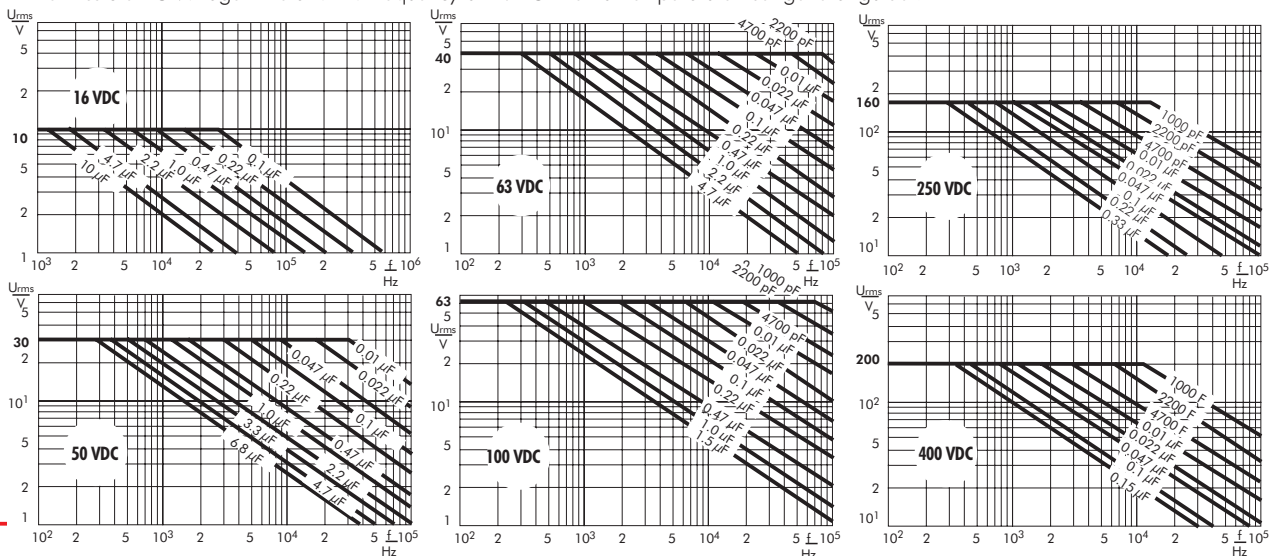 Urms
V
5
2
16 VDC
10
5
2
1
10 µF
4.7 µF
2.2 µF
1.0 µF
0.47 µF
0.22 µF
0.1 µF
10³ 2 5 10⁴ 2 5 10⁵ 2 5 10⁶
f
Hz
Urms
V
5
40
2
10¹
5
2
1
63 VDC
4700 pF
2200 pF
0.01 µF
0.022 µF
0.047 µF
0.1 µF
0.22 µF
0.47 µF
1.0 µF
2.2 µF
4.7 µF
10² 2 5 10³ 2 5 10⁴ 2 5 10⁵
f
Hz
Urms
V
5
2
160
10²
5
2
10¹
250 VDC
1000 pF
2200 pF
4700 pF
0.01 µF
0.022 µF
0.047 µF
0.1 µF
0.22 µF
0.33 µF
10² 2 5 10³ 2 5 10⁴ 2 5 10⁵
f
Hz
Urms
V
5
30
2
10¹
5
2
1
50 VDC
0.01 µF
0.022 µF
0.047 µF
0.1 µF
0.22 µF
0.47 µF
1.0 µF
2.2 µF
3.3 µF
4.7 µF
6.8 µF
10² 2 5 10³ 2 5 10⁴ 2 5 10⁵
f
Hz
63
5
Urms
V
2
10¹
5
2
1
100 VDC
1000 pF
2200 pF
4700 pF
0.01 µF
0.022 µF
0.047 µF
0.1 µF
0.22 µF
0.47 µF
1.0 µF
1.5 µF
10² 2 5 10³ 2 5 10⁴ 2 5 10⁵
f
Hz
Urms
V
5
200
10²
5
2
10¹
400 VDC
1000 F
2200 F
4700 F
0.01 µF
0.022 µF
0.047 µF
0.1 µF
0.15 µF
10² 2 5 10³ 2 5 10⁴ 2 5 10⁵
f
Hz